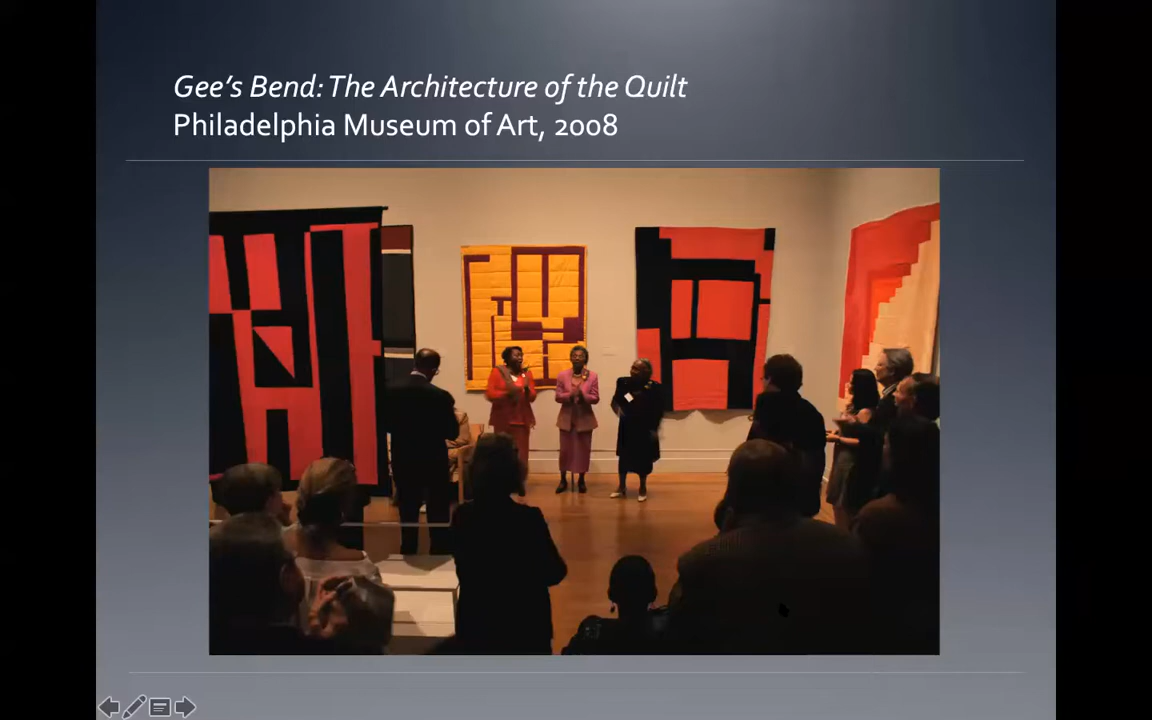 Gee's Bend: The Architecture of the Quilt
Philadelphia Museum of Art, 2008